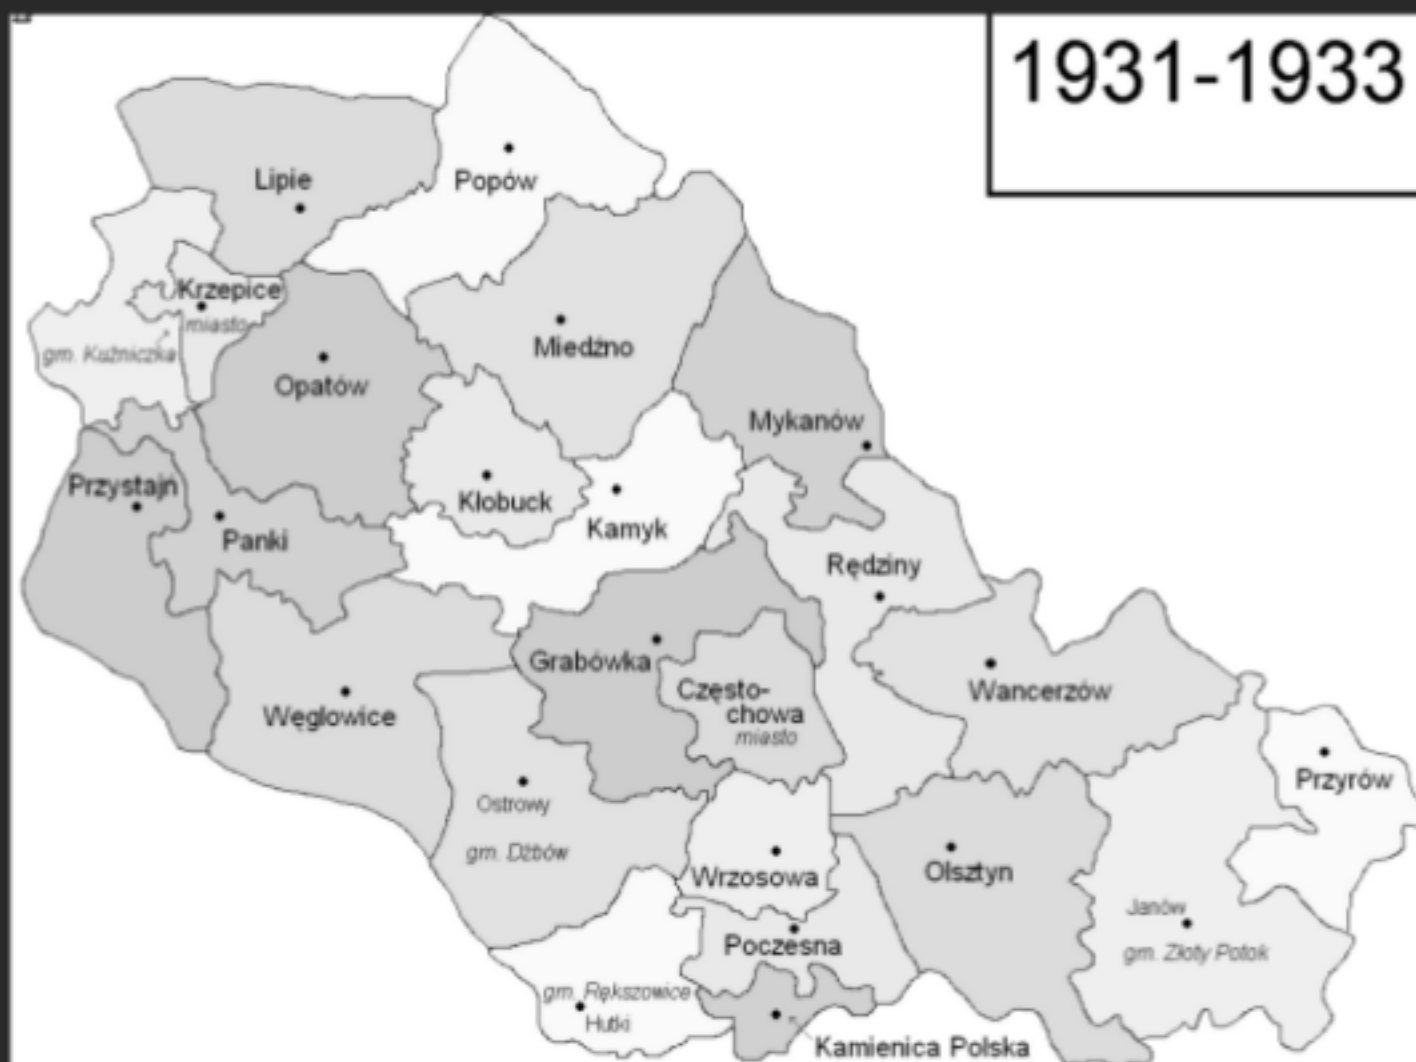 1931-1933
Lipie
Popów
Krzepice
miasto
gm. Kuźniczka
Miedźno
Opatów
Mykanów
Przystajń
Kłobuck
Kamyk
Panki
Rędziny
Grabówka
Często-
chowa
miasto
Wancerzów
Węglowice
Przyrów
Ostrowy
gm. Dźbów
Wrzosowa
Olsztyn
Janów
gm. Złoty Potok
Poczesna
gm. Rększowice
Hutki
Kamienica Polska